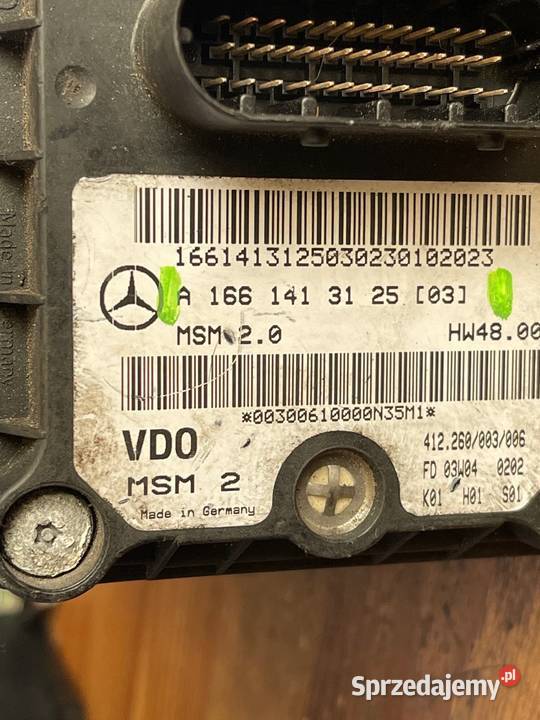 1661413125030230102023
A 166 141 31 25 [03]
MSM 2.0 HW48.00
*00300610000N35M1*
VDO 412.260/003/006
FD 03W04 0202
MSM 2 K01 H01 S01
Made in Germany
Made in
Germany
Sprzedajemy.pl